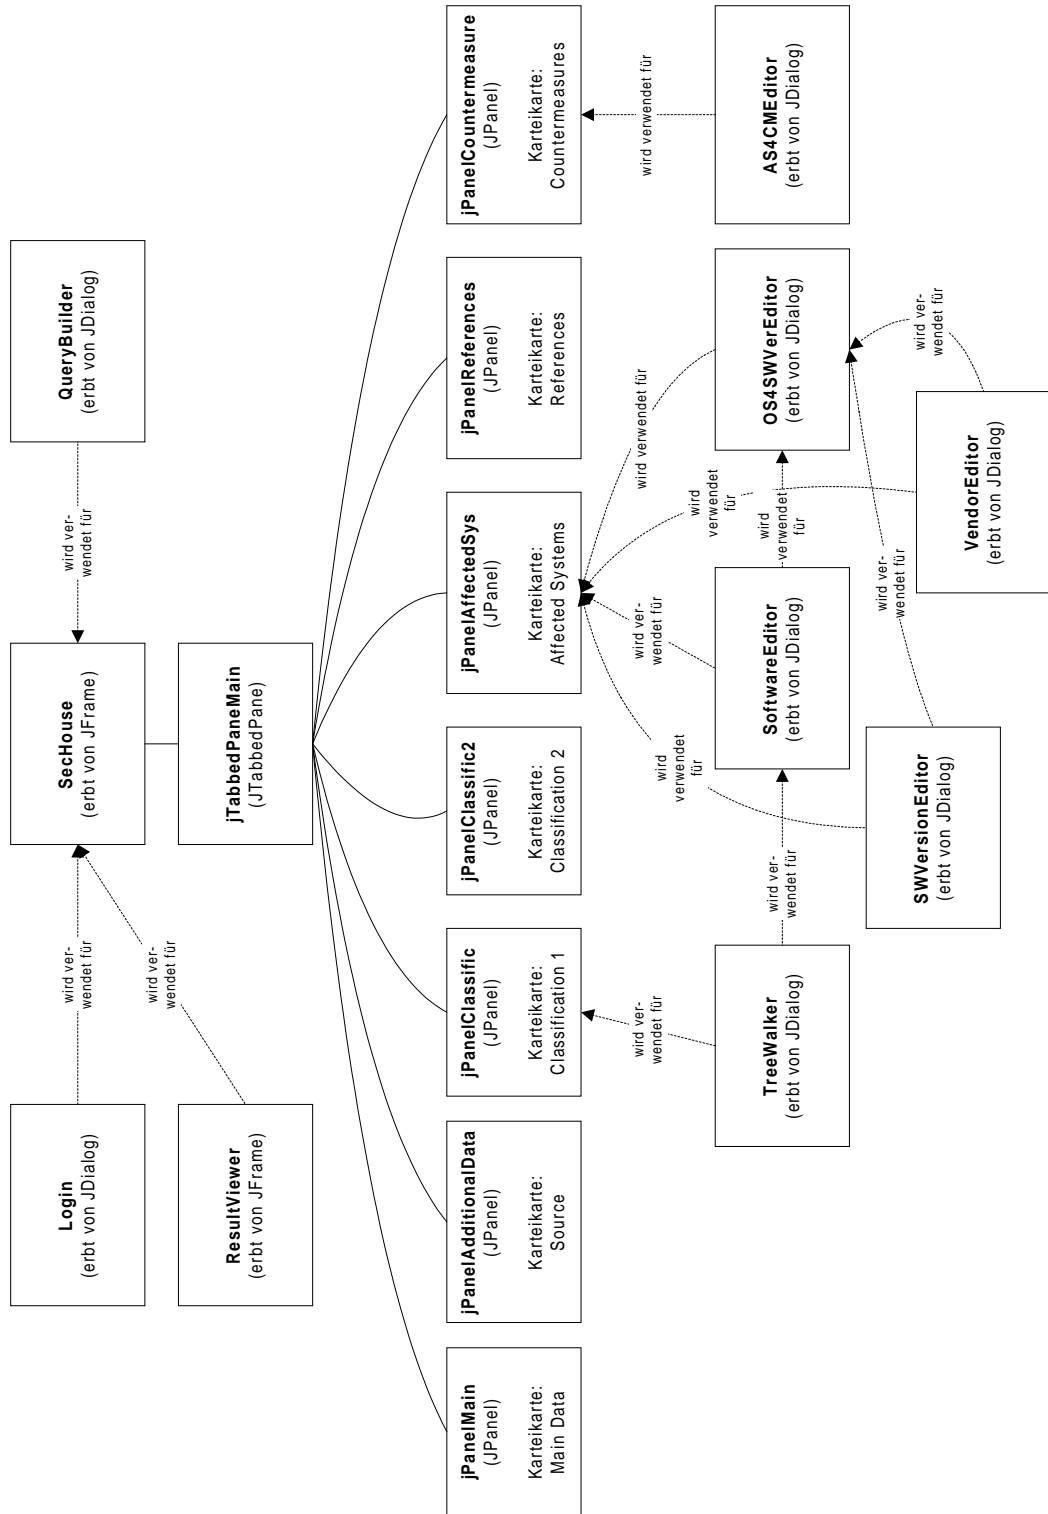 Login
(erbt von JDialog)
wird ver-
wendet für
SecHouse
(erbt von JFrame)
wird ver-
wendet für
QueryBuilder
(erbt von JDialog)
ResultViewer
(erbt von JFrame)
wird ver-
wendet für
jTabbedPaneMain
(JTabbedPane)
jPanelMain
(JPanel)
Karteikarte:
Main Data
jPanelAdditionalData
(JPanel)
Karteikarte:
Source
jPanelClassific
(JPanel)
Karteikarte:
Classification 1
jPanelClassific2
(JPanel)
Karteikarte:
Classification 2
jPanelAffectedSys
(JPanel)
Karteikarte:
Affected Systems
jPanelReferences
(JPanel)
Karteikarte:
References
jPanelCountermeasure
(JPanel)
Karteikarte:
Countermeasures
wird ver-
wendet für
wird
verwendet
für
wird ver-
wendet für
wird verwendet für
wird
verwendet
für
wird verwendet für
TreeWalker
(erbt von JDialog)
wird ver-
wendet für
SoftwareEditor
(erbt von JDialog)
wird
verwendet
für
OS4SWVerEditor
(erbt von JDialog)
AS4CMEditor
(erbt von JDialog)
SWVersionEditor
(erbt von JDialog)
wird ver-
wendet für
VendorEditor
(erbt von JDialog)
wird ver-
wendet für